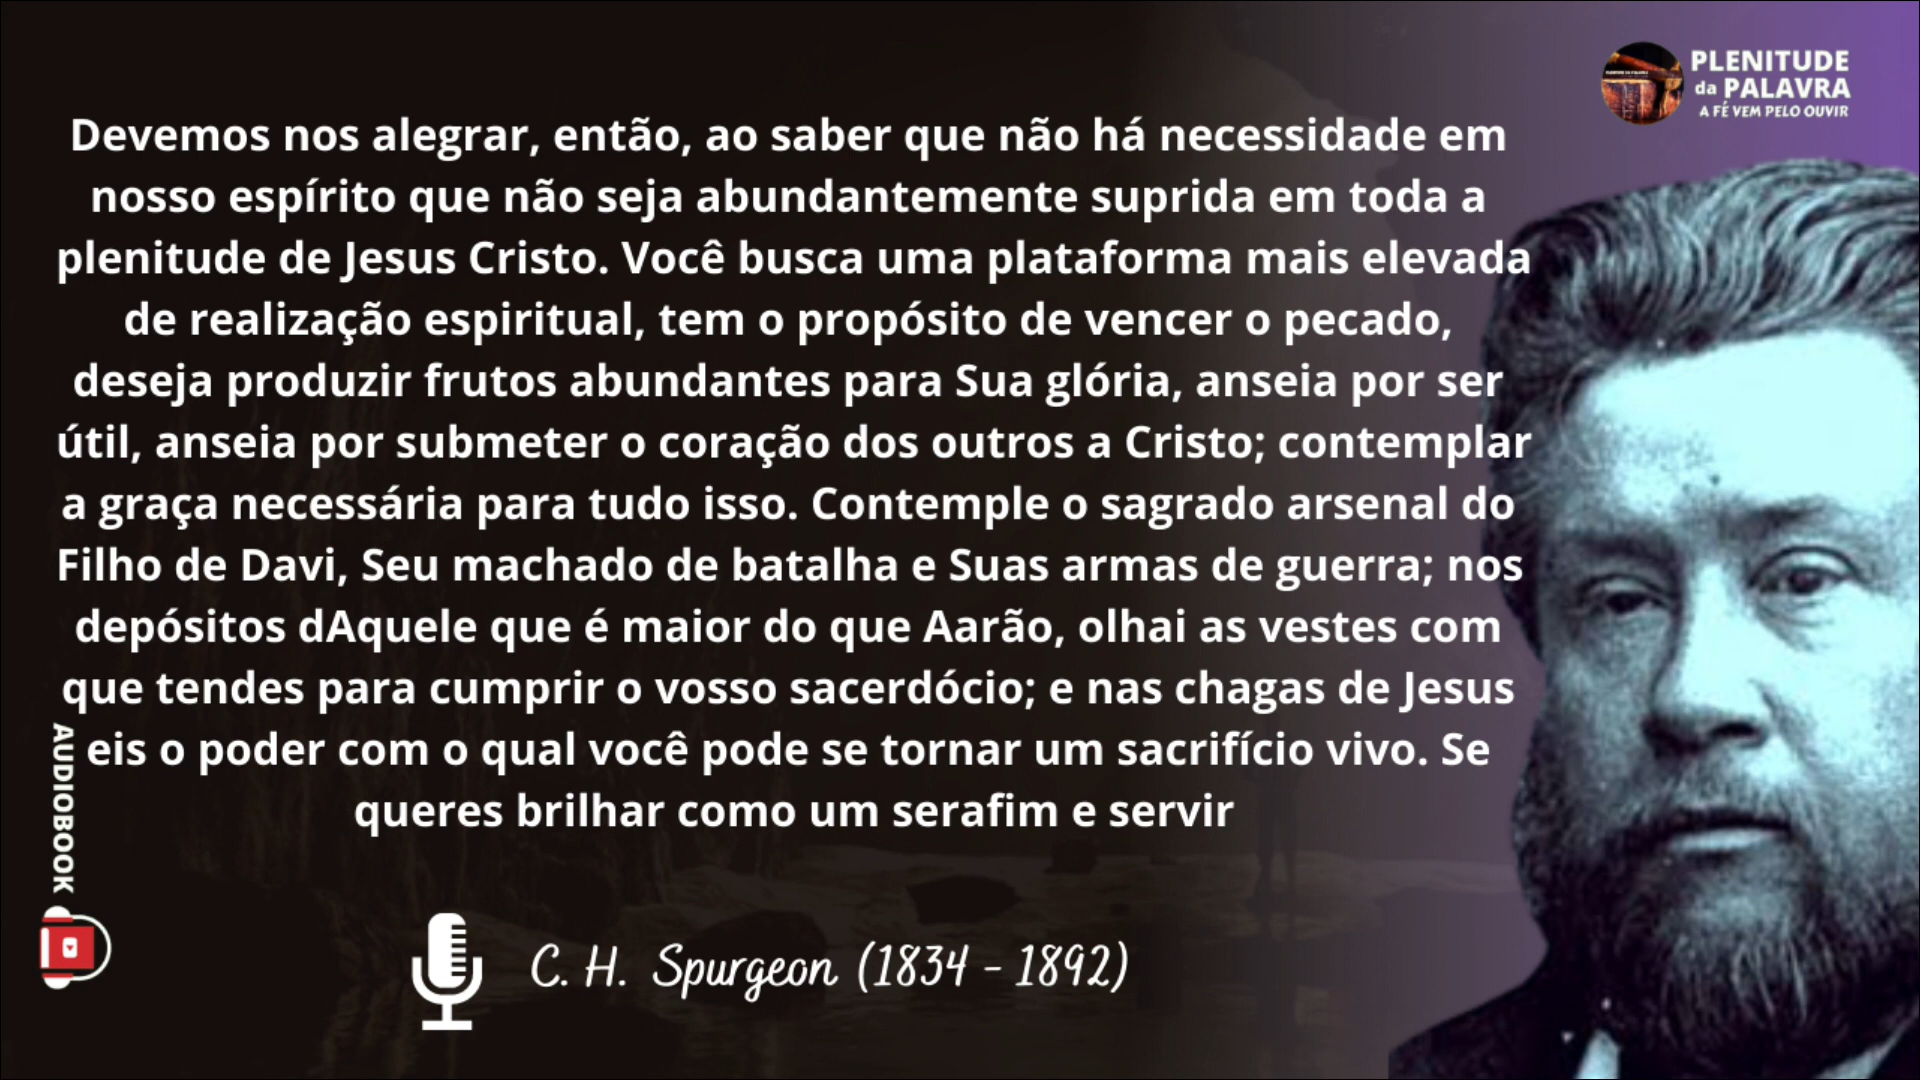 PLENITUDE
da PALAVRA
A FÉ VEM PELO OUVIR
Devemos nos alegrar, então, ao saber que não há necessidade em
nosso espírito que não seja abundantemente suprida em toda a
plenitude de Jesus Cristo. Você busca uma plataforma mais elevada
de realização espiritual, tem o propósito de vencer o pecado,
deseja produzir frutos abundantes para Sua glória, anseia por ser
útil, anseia por submeter o coração dos outros a Cristo; contemplar
a graça necessária para tudo isso. Contemple o sagrado arsenal do
Filho de Davi, Seu machado de batalha e Suas armas de guerra; nos
depósitos dAquele que é maior do que Aarão, olhai as vestes com
que tendes para cumprir o vosso sacerdócio; e nas chagas de Jesus
eis o poder com o qual você pode se tornar um sacrifício vivo. Se
queres brilhar como um serafim e servir
AUDIOBOOK
C. H. Spurgeon (1834 - 1892)